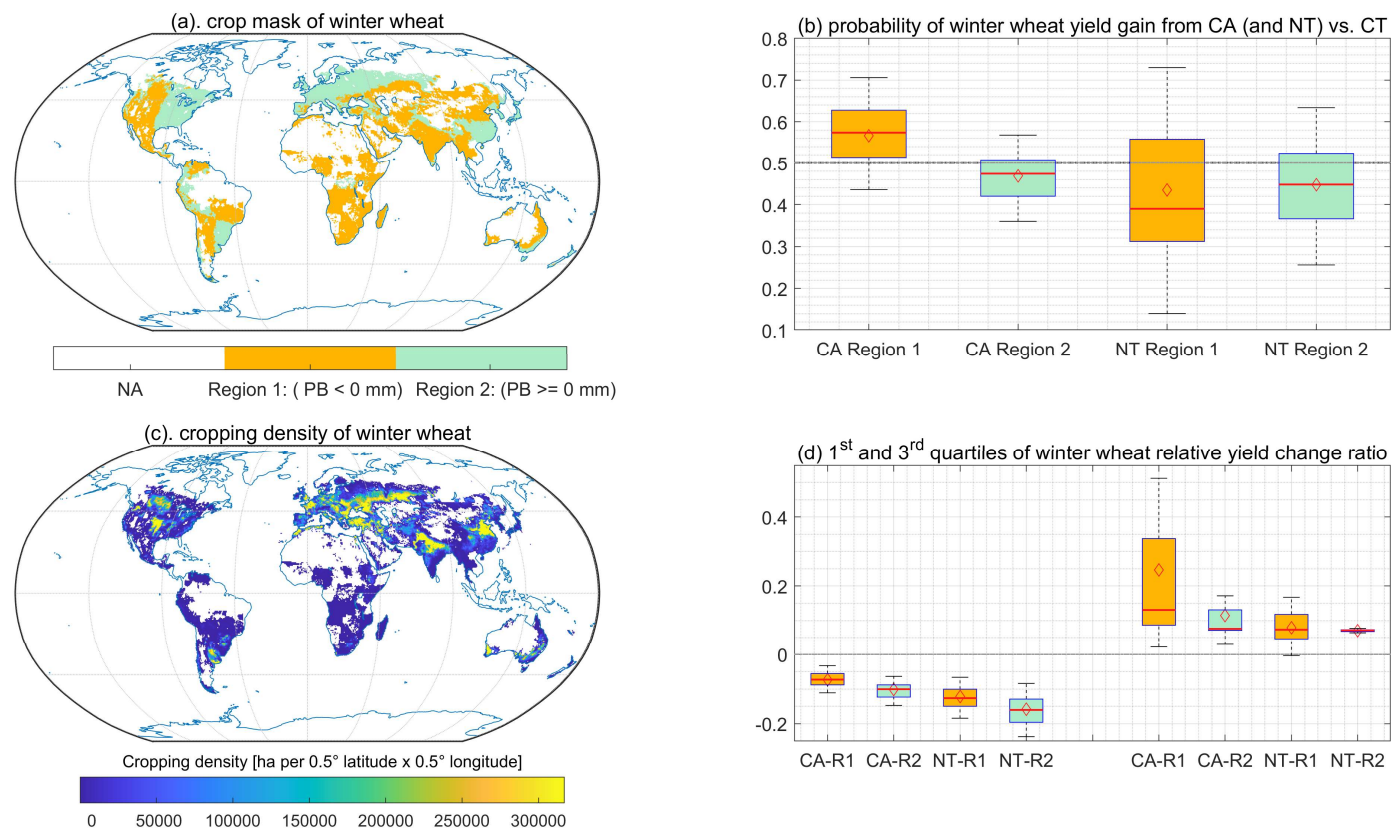 (a). crop mask of winter wheat
NA
Region 1: ( PB < 0 mm)
Region 2: (PB >= 0 mm)
(b) probability of winter wheat yield gain from CA (and NT) vs. CT
0.8
0.7
0.6
0.5
0.4
0.3
0.2
0.1
CA Region 1
CA Region 2
NT Region 1
NT Region 2
(c). cropping density of winter wheat
Cropping density [ha per 0.5° latitude x 0.5° longitude]
0
50000
100000
150000
200000
250000
300000
(d) 1st and 3rd quartiles of winter wheat relative yield change ratio
0.4
0.2
0
-0.2
CA-R1
CA-R2
NT-R1
NT-R2
CA-R1
CA-R2
NT-R1
NT-R2